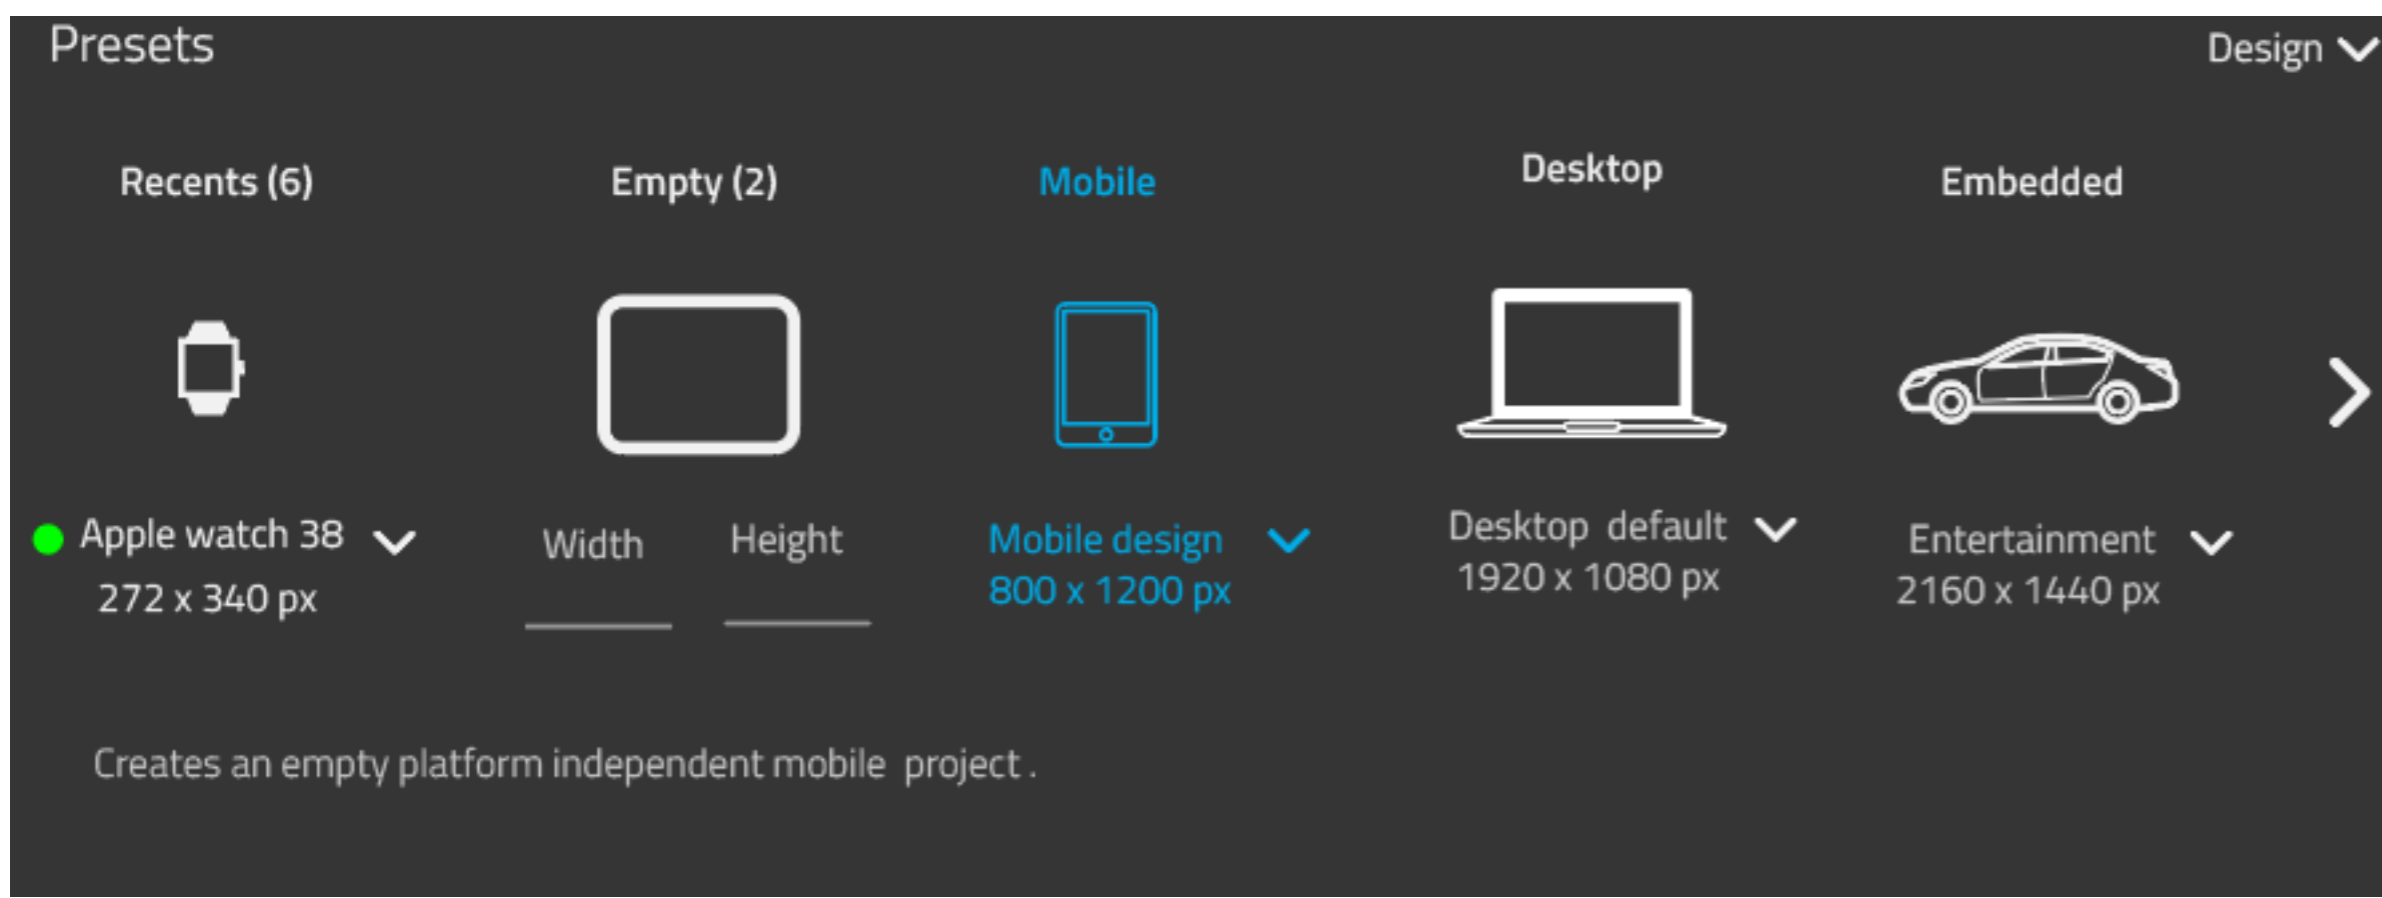 Presets
Design
Recents (6)
Empty (2)
Mobile
Desktop
Embedded
Apple watch 38
272 x 340 px
Width
Height
Mobile design
800 x 1200 px
Desktop default
1920 x 1080 px
Entertainment
2160 x 1440 px
Creates an empty platform independent mobile project .